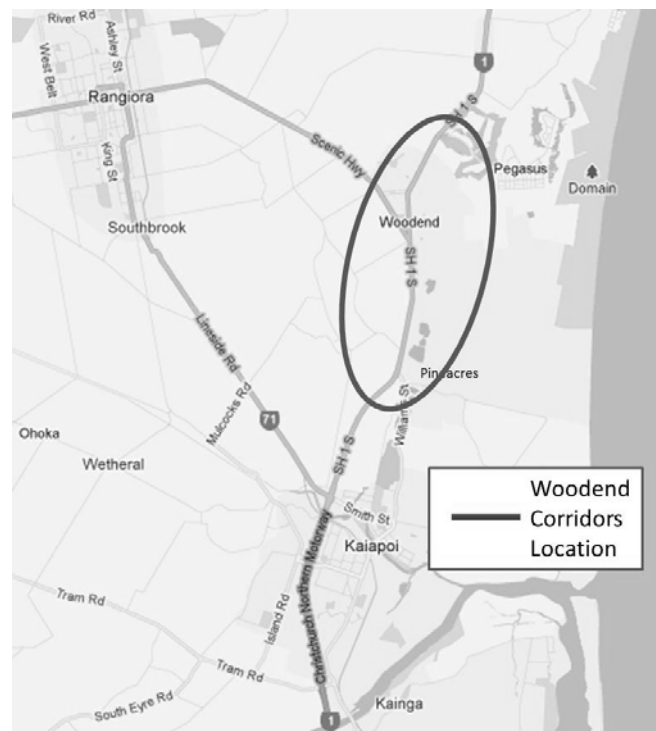 River Rd
Ashley St
West Belt
Rangiora
King St
Southbrook
1
SH 1 S
Scenic Hwy
Pegasus
Domain
Woodend
SH 1 S
Lineside Rd
Mulcocks Rd
71
Pineacres
Williams St
SH 1 S
Ohoka
Wetheral
Woodend
Corridors
Location
Smith St
Kaiapoi
Christchurch Northern Motorway
Island Rd
Tram Rd
Tram Rd
South Eyre Rd
Kainga
1